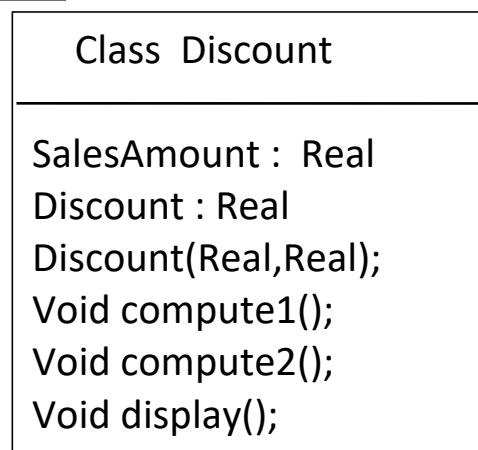 Class Discount
SalesAmount : Real
Discount : Real
Discount(Real,Real);
Void compute1();
Void compute2();
Void display();